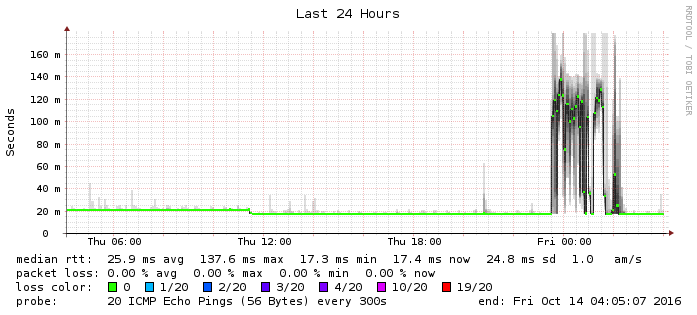 Last 24 Hours
RRDTOOL / TOBI OETIKER
Seconds
160 m
140 m
120 m
100 m
80 m
60 m
40 m
20 m
0
Thu 06:00 Thu 12:00 Thu 18:00 Fri 00:00
median rtt: 25.9 ms avg 137.6 ms max 17.3 ms min 17.4 ms now 24.8 ms sd 1.0 am/s
packet loss: 0.00 % avg 0.00 % max 0.00 % min 0.00 % now
loss color: 0 1/20 2/20 3/20 4/20 10/20 19/20
probe: 20 ICMP Echo Pings (56 Bytes) every 300s end: Fri Oct 14 04:05:07 2016